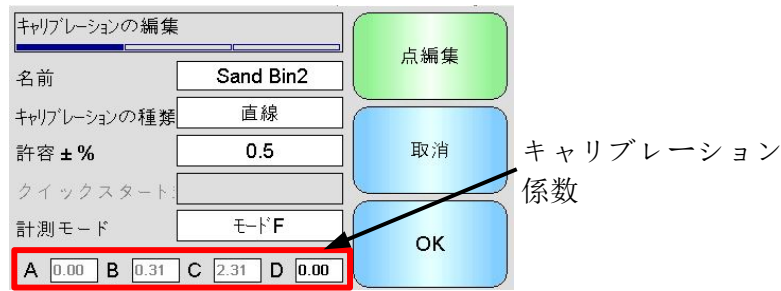 キャリブレーションの編集
名前 Sand Bin2
キャリブレーションの種類 直線
許容 ± % 0.5
クイックスタート
計測モード モードF
A 0.00 B 0.31 C 2.31 D 0.00
点編集
取消
OK
キャリブレーション
係数